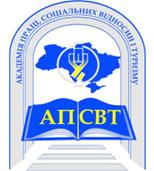 АКАДЕМІЯ ПРАЦІ, СОЦІАЛЬНИХ ВІДНОСИН І ТУРИЗМУ
АПСВТ